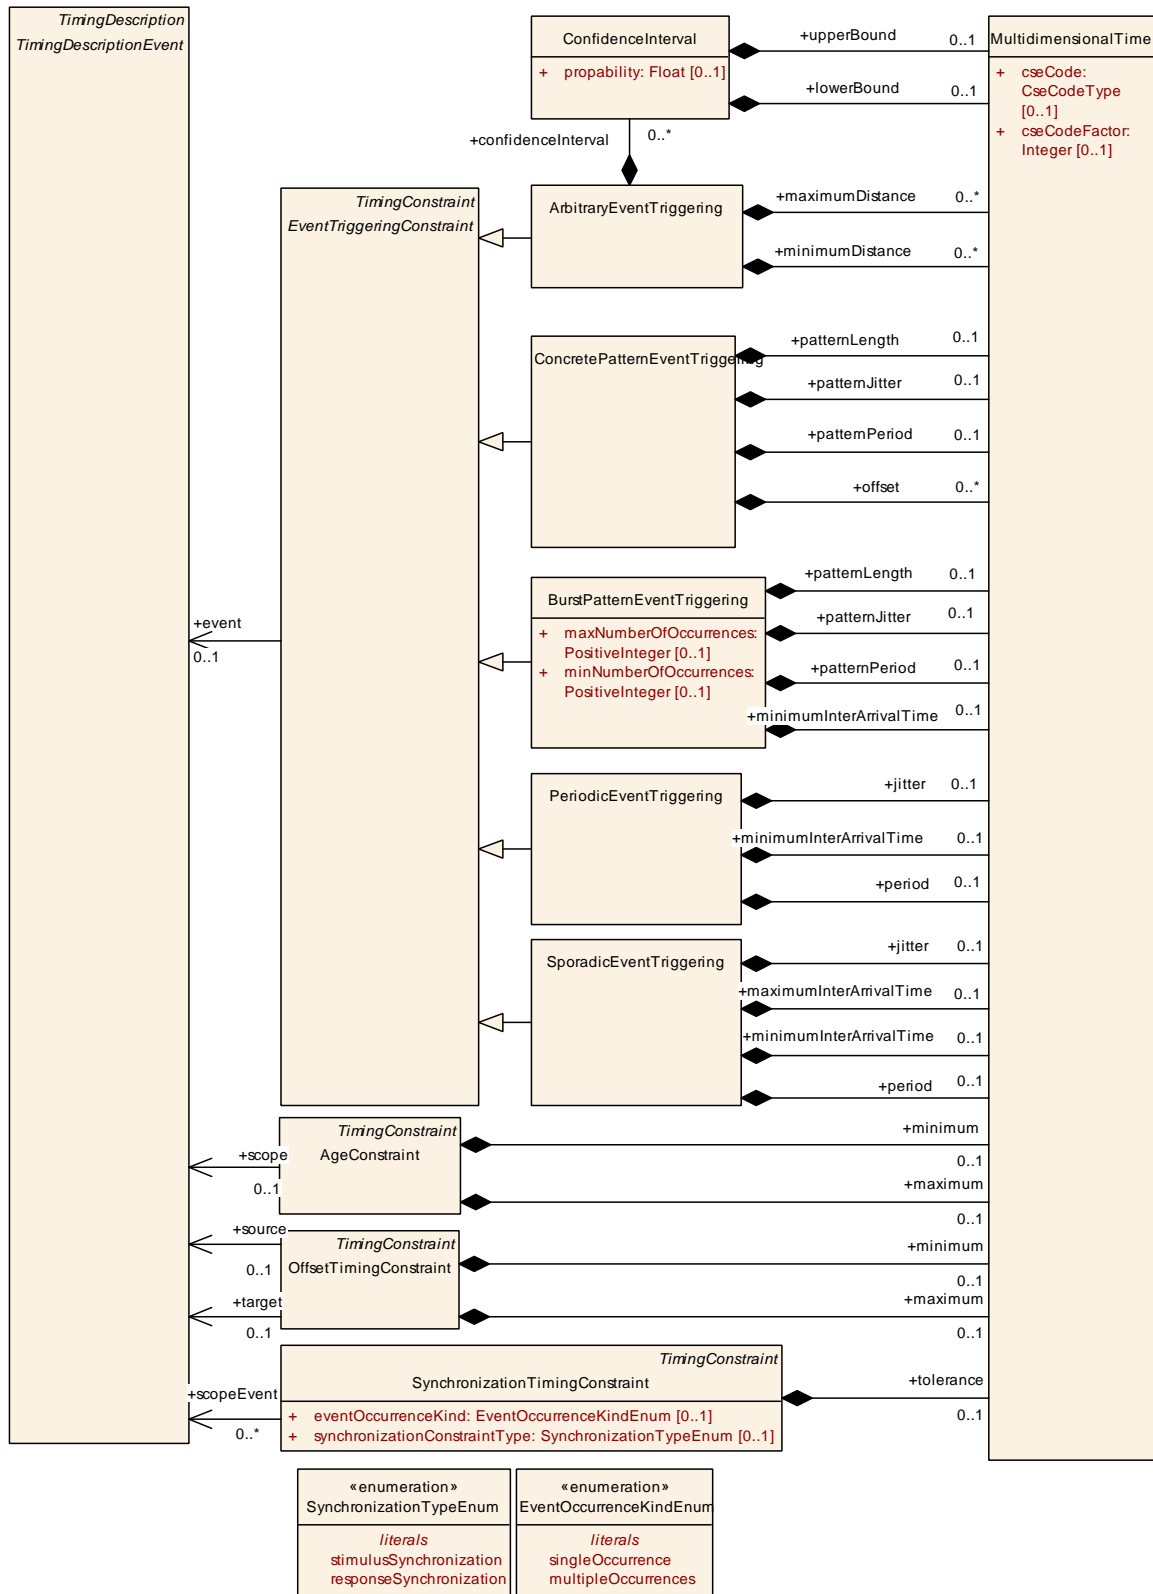 TimingDescription
TimingDescriptionEvent
ConfidenceInterval
+ propability: Float [0..1]
+upperBound
0..1
+lowerBound
0..1
MultidimensionalTime
+ cseCode:
CseCodeType
[0..1]
+ cseCodeFactor:
Integer [0..1]
+confidenceInterval
0..*
TimingConstraint
EventTriggeringConstraint
ArbitraryEventTriggering
+maximumDistance
0..*
+minimumDistance
0..*
ConcretePatternEventTriggering
+patternLength
0..1
+patternJitter
0..1
+patternPeriod
0..1
+offset
0..*
+event
0..1
BurstPatternEventTriggering
+ maxNumberOfOccurrences:
PositiveInteger [0..1]
+ minNumberOfOccurrences:
PositiveInteger [0..1]
+patternLength
0..1
+patternJitter
0..1
+patternPeriod
0..1
+minimumInterArrivalTime
0..1
PeriodicEventTriggering
+jitter
0..1
+minimumInterArrivalTime
0..1
+period
0..1
SporadicEventTriggering
+jitter
0..1
+maximumInterArrivalTime
0..1
+minimumInterArrivalTime
0..1
+period
0..1
TimingConstraint
AgeConstraint
+scope
0..1
+minimum
0..1
+maximum
0..1
TimingConstraint
OffsetTimingConstraint
+source
0..1
+target
0..1
+minimum
0..1
+maximum
0..1
TimingConstraint
SynchronizationTimingConstraint
+ eventOccurrenceKind: EventOccurrenceKindEnum [0..1]
+ synchronizationConstraintType: SynchronizationTypeEnum [0..1]
+scopeEvent
0..*
+tolerance
0..1
«enumeration»
SynchronizationTypeEnum
literals
stimulusSynchronization
responseSynchronization
«enumeration»
EventOccurrenceKindEnum
literals
singleOccurrence
multipleOccurrences